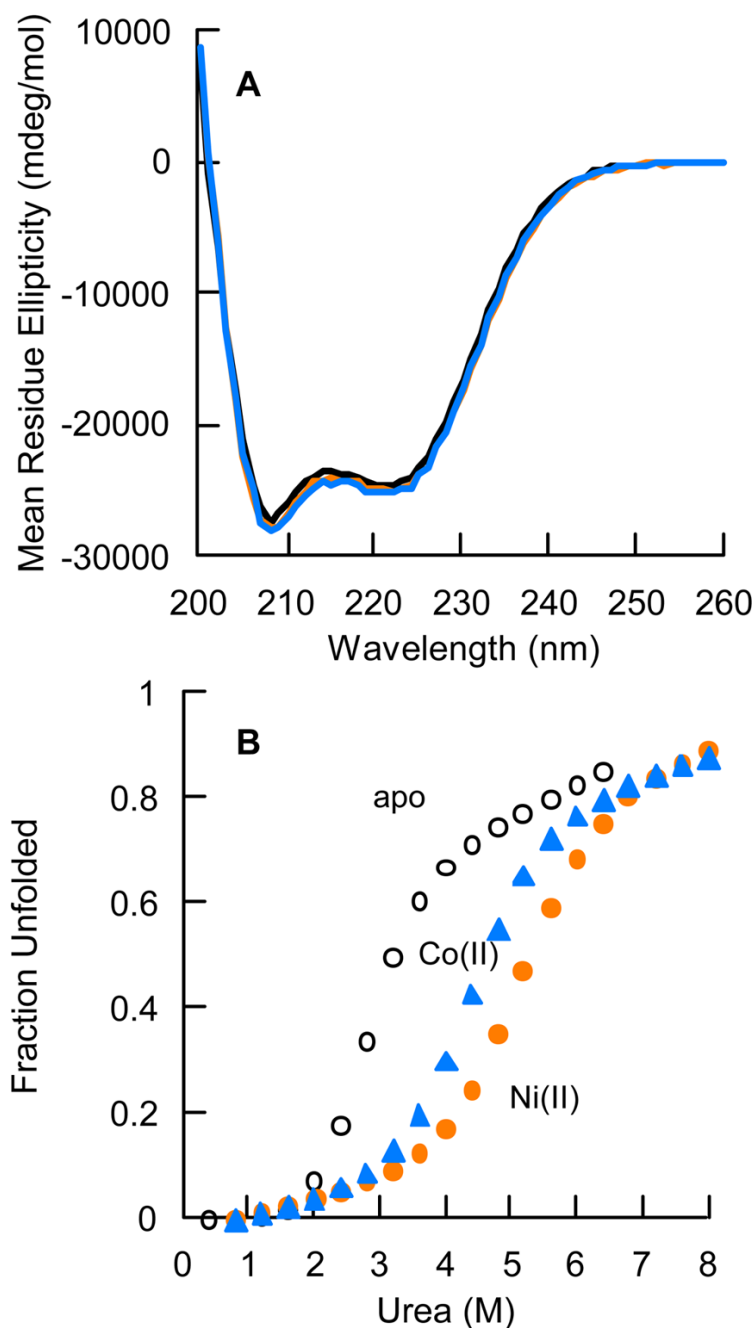 10000
0
-10000
-20000
-30000
Mean Residue Ellipticity (mdeg/mol)
A
200 210 220 230 240 250 260
Wavelength (nm)
1
0.8
0.6
0.4
0.2
0
Fraction Unfolded
B
apo
Co(II)
Ni(II)
0 1 2 3 4 5 6 7 8
Urea (M)